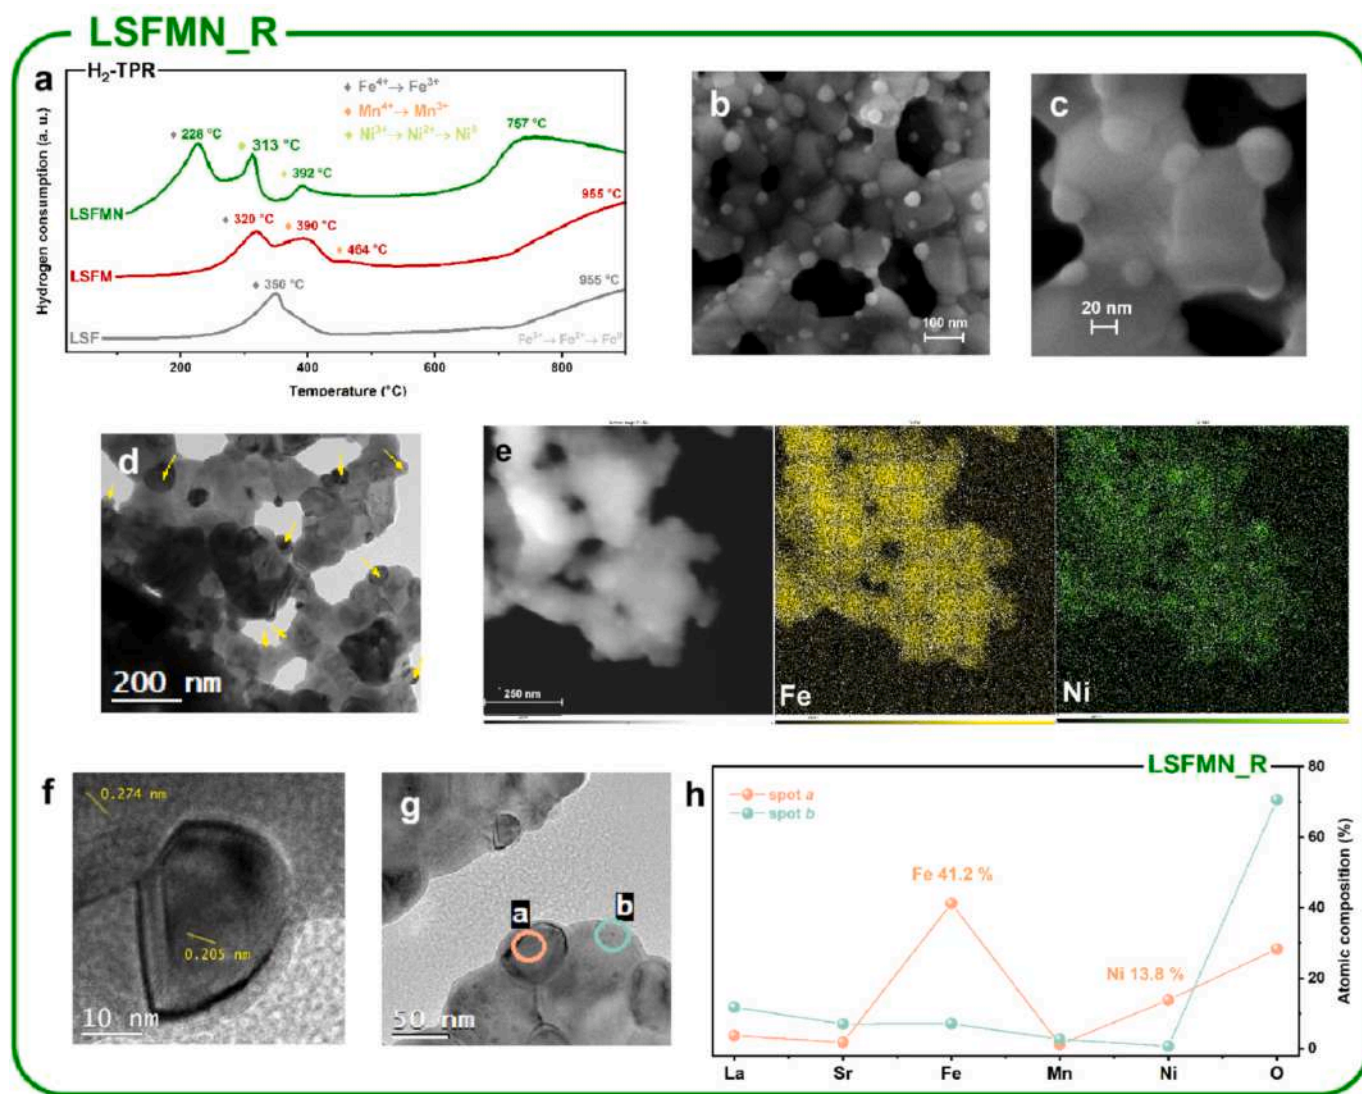 LSFMN_R
a
H₂-TPR
Hydrogen consumption (a. u.)
Fe⁴⁺→Fe³⁺
Mn⁴⁺→Mn³⁺
Ni³⁺→Ni²⁺→Ni⁰
228 °C
313 °C
392 °C
757 °C
LSFMN
320 °C
390 °C
464 °C
955 °C
LSFM
350 °C
955 °C
LSF
Fe³⁺→Fe²⁺→Fe⁰
200
400
600
800
Temperature (°C)
b
100 nm
c
20 nm
d
200 nm
e
250 nm
Fe
Ni
f
0.274 nm
0.205 nm
10 nm
g
a
b
50 nm
h
LSFMN_R
spot a
spot b
Fe 41.2 %
Ni 13.8 %
80
60
40
20
0
Atomic composition (%)
La
Sr
Fe
Mn
Ni
O